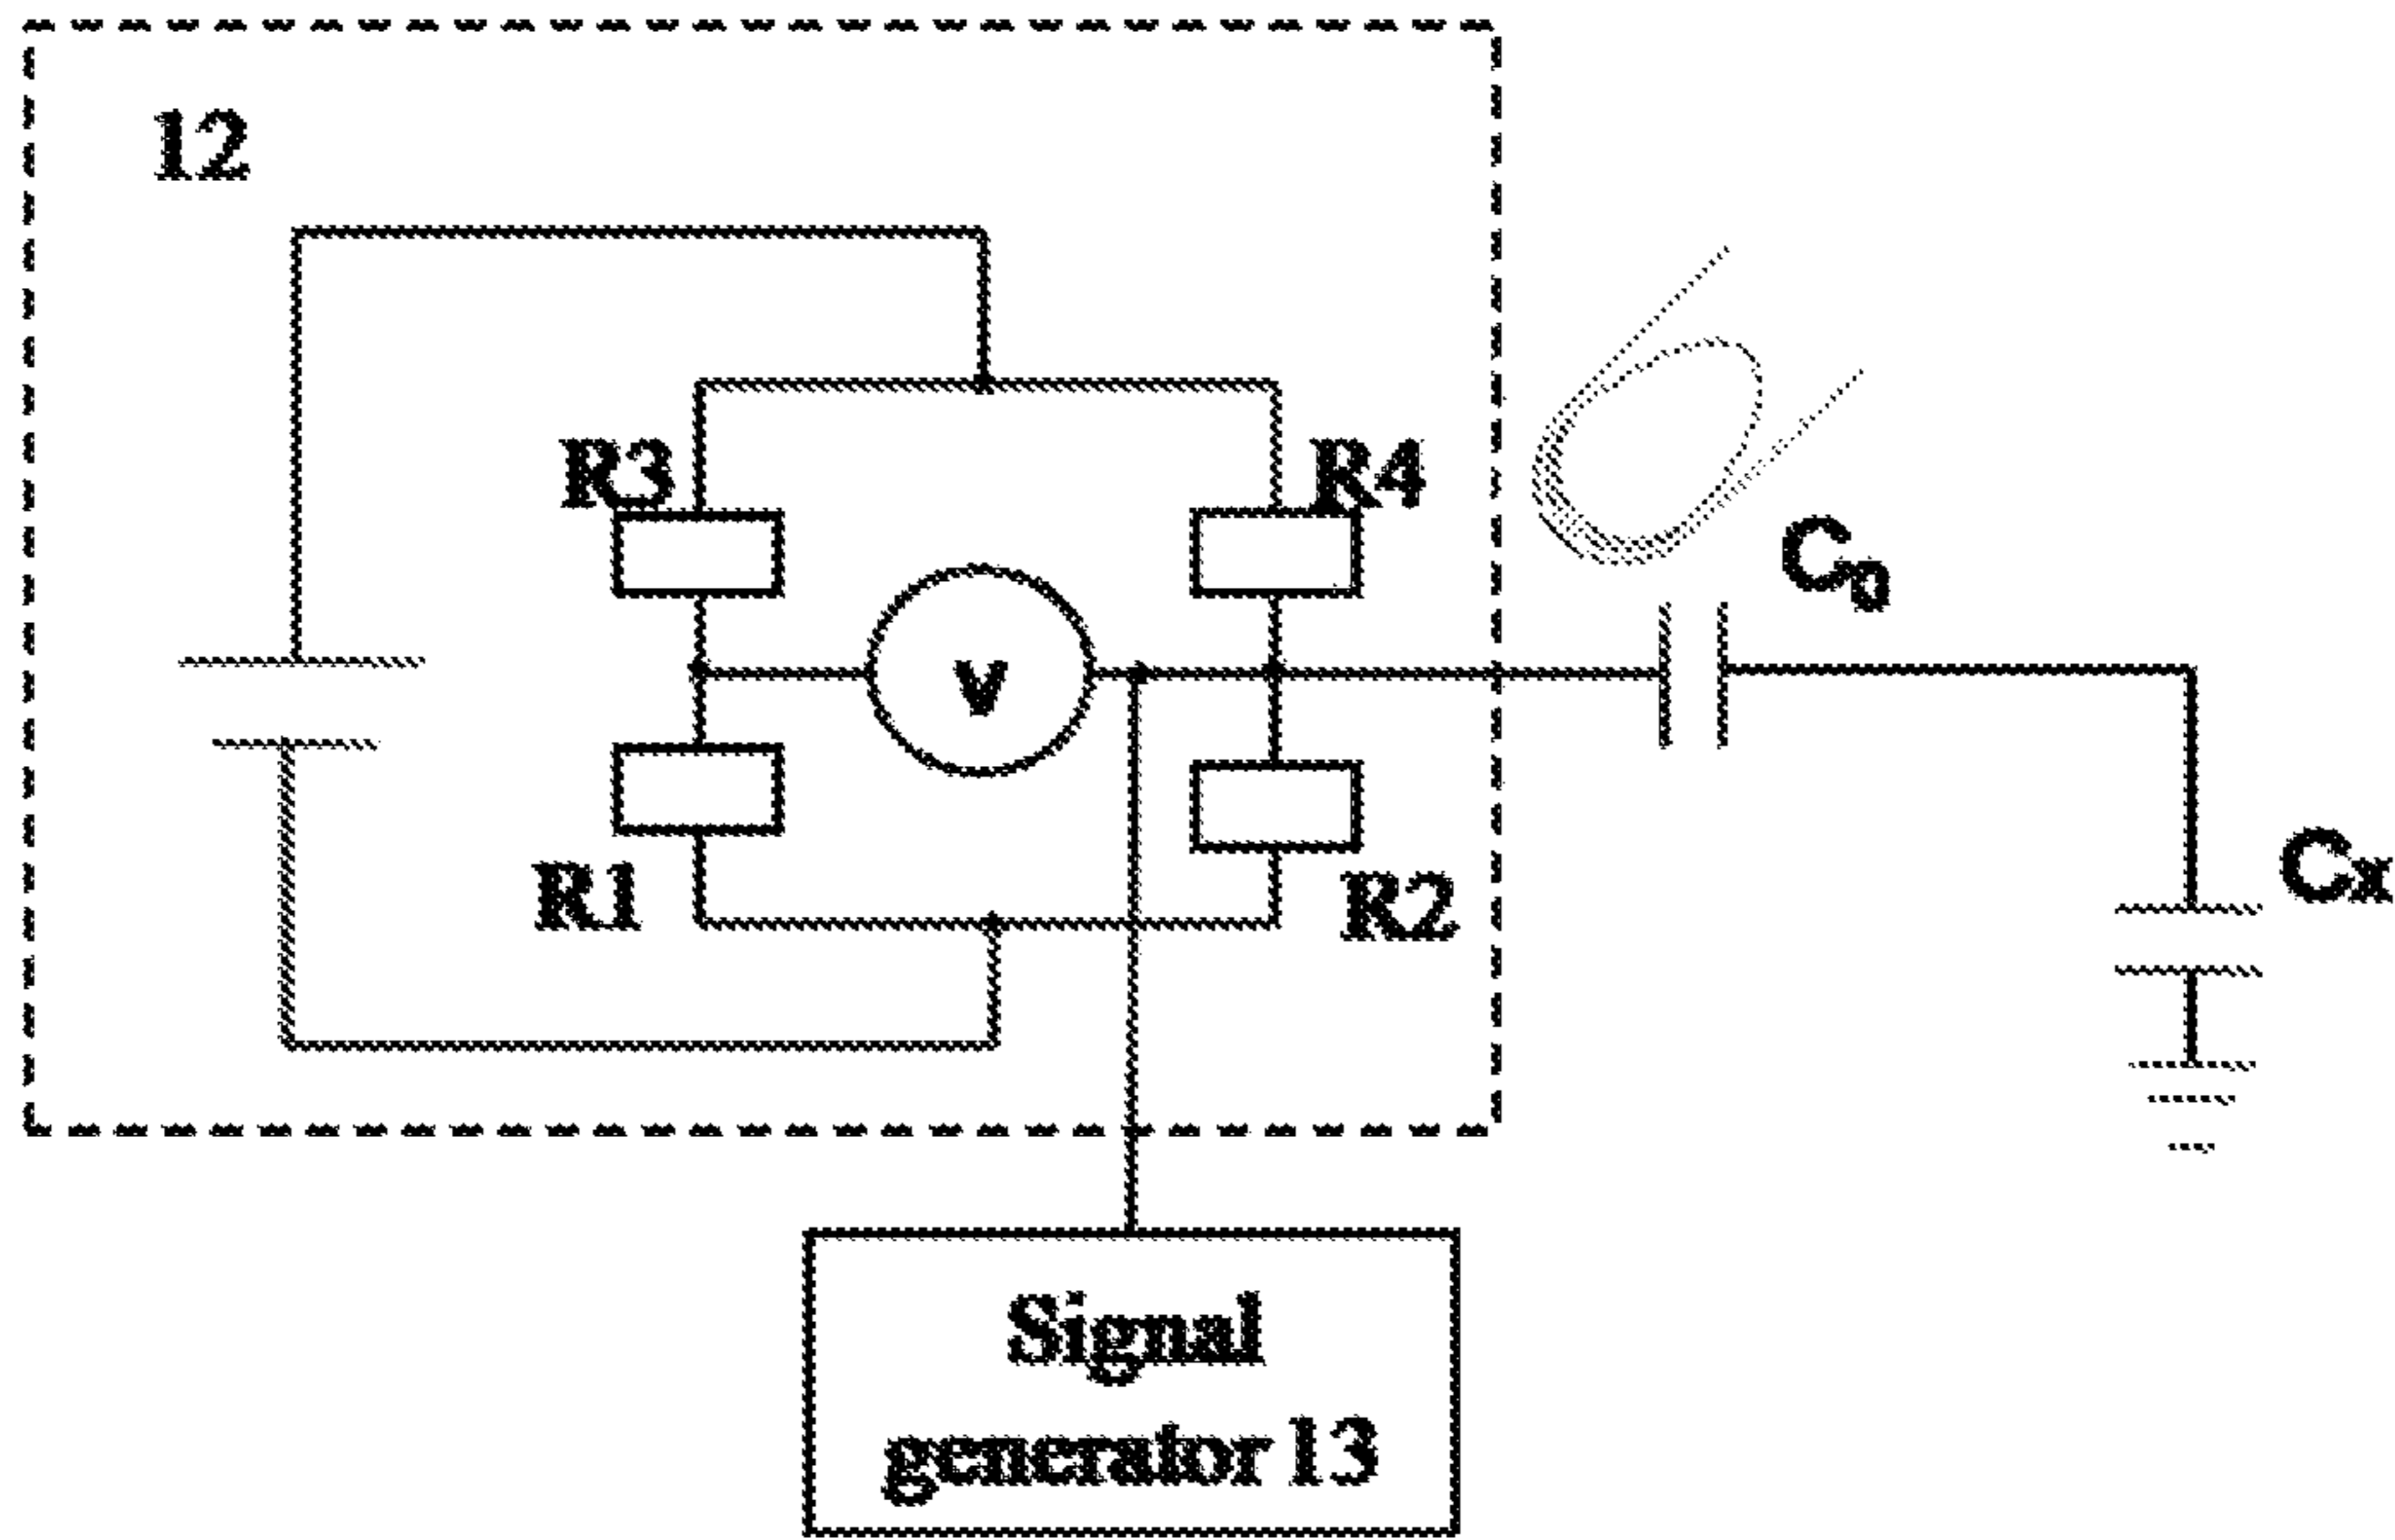 12
R3
R4
C0
V
Cx
R1
R2
Signal
generator 13